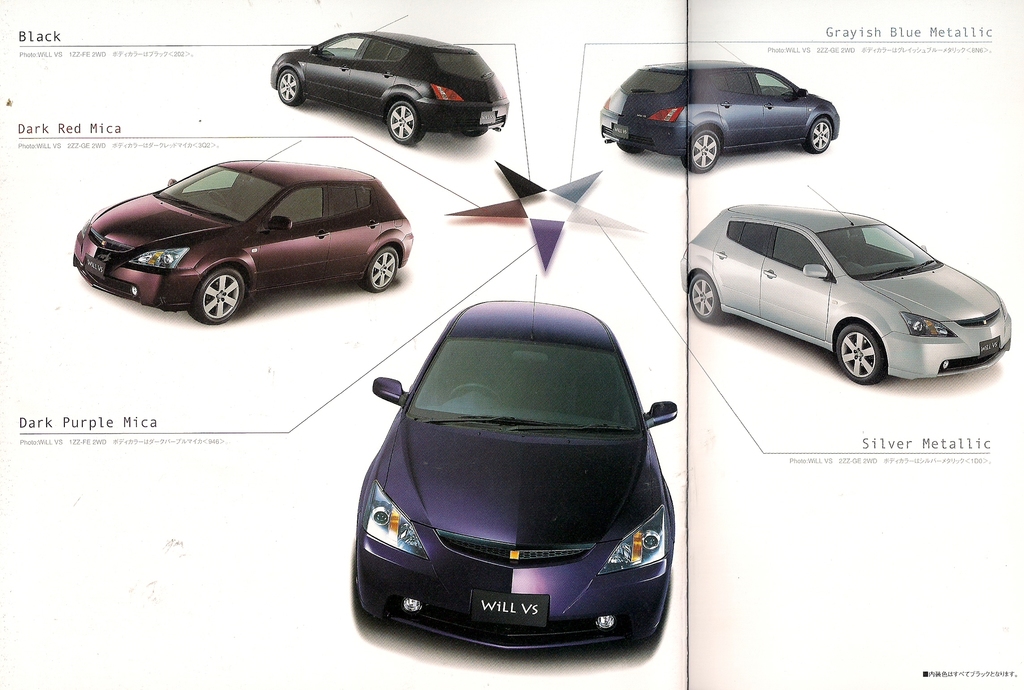 Black
Photo:WiLL VS 1ZZ-FE 2WD ボディカラーはブラック<202>。
Grayish Blue Metallic
Photo:WiLL VS 2ZZ-GE 2WD ボディカラーはグレイッシュブルーメタリック<8N6>。
Dark Red Mica
Photo:WiLL VS 2ZZ-GE 2WD ボディカラーはダークレッドマイカ<3Q2>。
WiLL VS
WiLL VS
WiLL VS
Dark Purple Mica
Photo:WiLL VS 1ZZ-FE 2WD ボディカラーはダークパープルマイカ<948>。
Silver Metallic
Photo:WiLL VS 2ZZ-GE 2WD ボディカラーはシルバーメタリック<1D0>。
WiLL VS
■内装色はすべてブラックとなります。